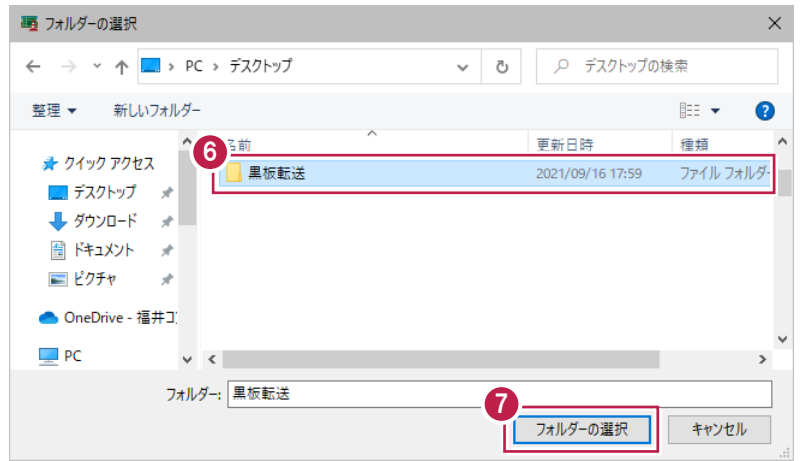 フォルダーの選択
PC › デスクトップ
デスクトップの検索
整理 新しいフォルダー
6
名前 更新日時 種類
黒板転送 2021/09/16 17:59 ファイル フォルダー
クイック アクセス
デスクトップ
ダウンロード
ドキュメント
ピクチャ
OneDrive - 福井コン
PC
フォルダー: 黒板転送
7
フォルダーの選択 キャンセル